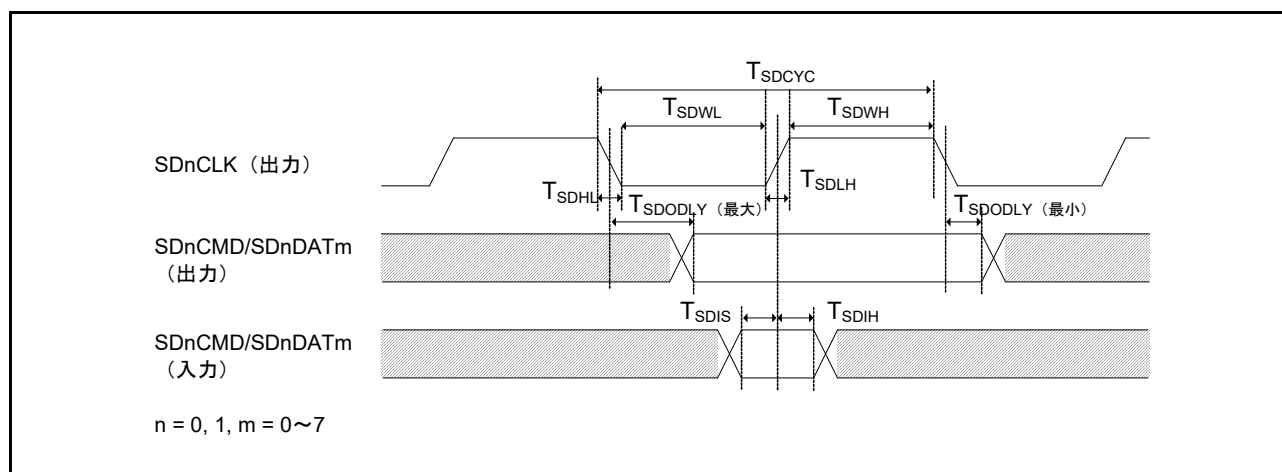 TSDCYC
TSDWL
TSDWH
SDnCLK（出力）
TSDHL
TSDLH
TSDODLY（最大）
TSDODLY（最小）
SDnCMD/SDnDATm
（出力）
TSDIS
TSDIH
SDnCMD/SDnDATm
（入力）
n = 0, 1, m = 0～7